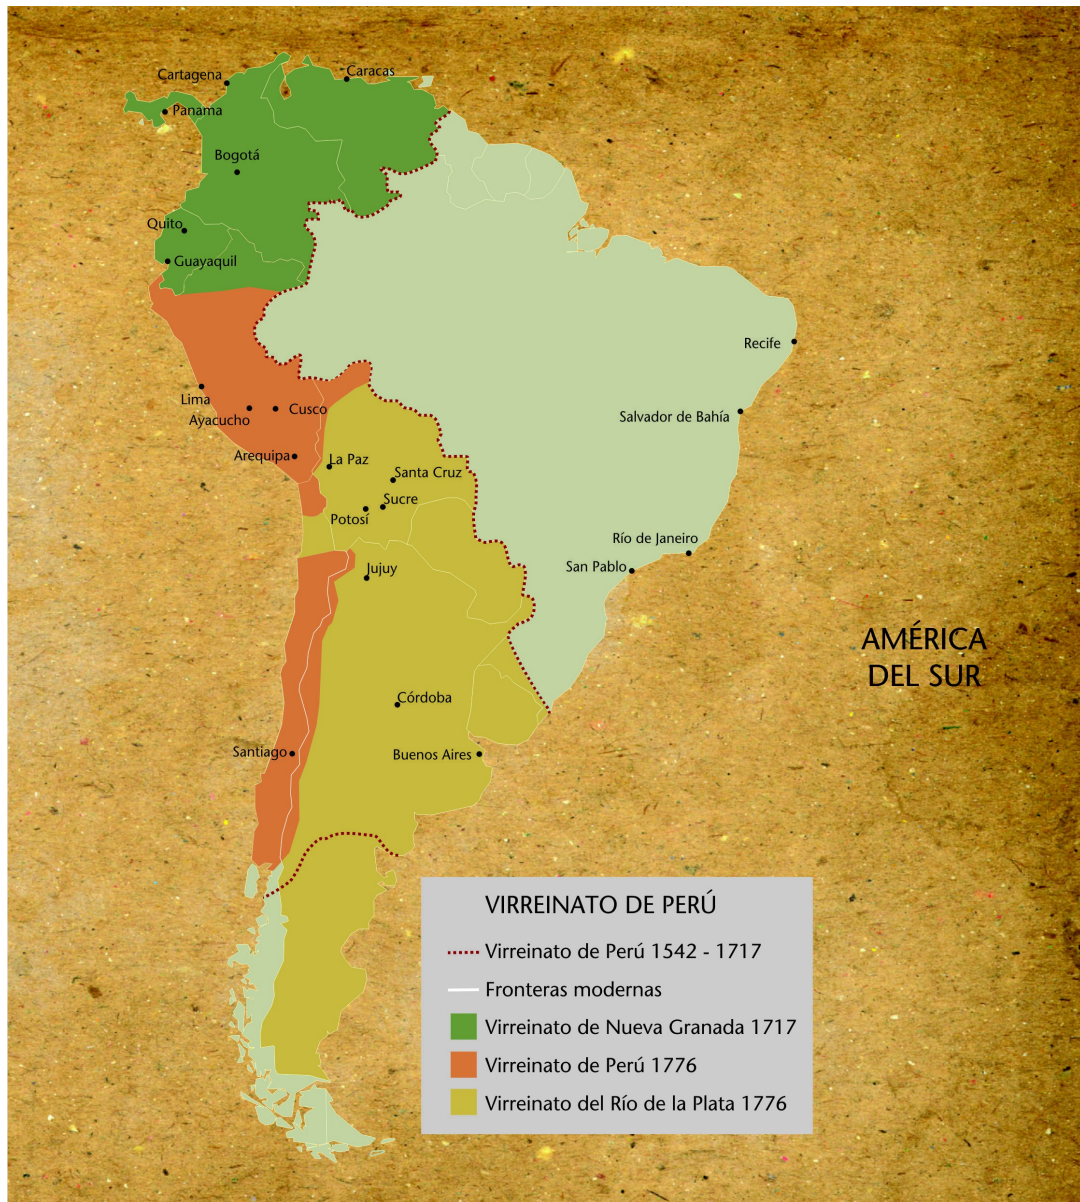 Cartagena
Caracas
Panama
Bogotá
Quito
Guayaquil
Recife
Lima
Ayacucho
Cusco
Salvador de Bahía
Arequipa
La Paz
Santa Cruz
Sucre
Potosí
Río de Janeiro
San Pablo
Jujuy
AMÉRICA
DEL SUR
Córdoba
Santiago
Buenos Aires
VIRREINATO DE PERÚ
Virreinato de Perú 1542 - 1717
Fronteras modernas
Virreinato de Nueva Granada 1717
Virreinato de Perú 1776
Virreinato del Río de la Plata 1776